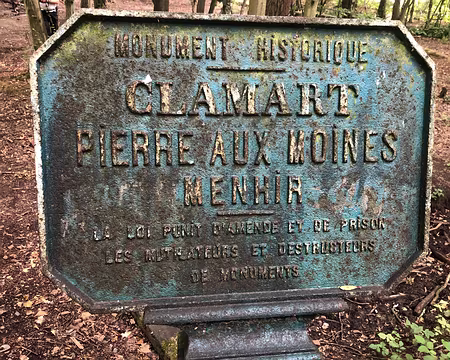 MONUMENT HISTORIQUE
CLAMART
PIERRE AUX MOINES
MENHIR
LA LOI PUNIT D'AMENDE ET DE PRISON
LES MUTILATEURS ET DESTRUCTEURS
DE MONUMENTS